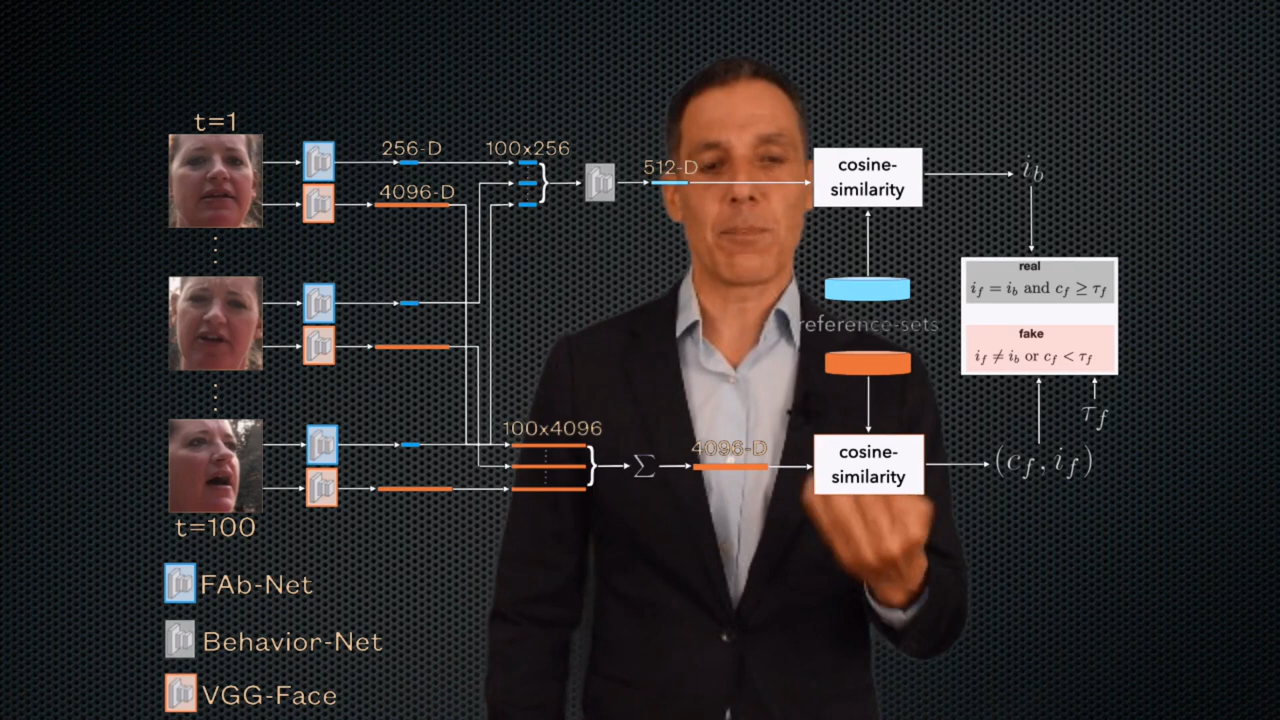 t=1
256-D
100x256
4096-D
512-D
cosine-
similarity
i_b
real
i_f = i_b and c_f ≥ τ_f
reference-sets
fake
i_f ≠ i_b or c_f < τ_f
τ_f
100x4096
4096-D
Σ
cosine-
similarity
(c_f, i_f)
t=100
FAb-Net
Behavior-Net
VGG-Face